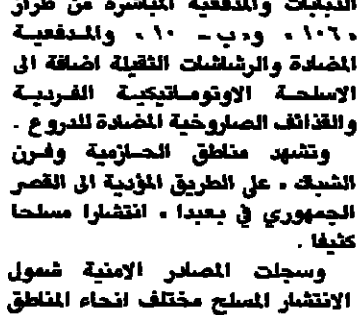 الدبابات والمدفعية المباشرة من طراز
«١٠٦» و«ب ـ ١٠» والمدفعية
المضادة والرشاشات الثقيلة اضافة الى
الاسلحة الاوتوماتيكية الفردية
والقذائف الصاروخية المضادة للدروع .
وتشهد مناطق الحازمية وفرن
الشباك ، على الطريق المؤدية الى القصر
الجمهوري في بعبدا ، انتشارا مسلحا
كثيفا .
وسجلت المصادر الامنية شمول
الانتشار المسلح مختلف انحاء المناطق